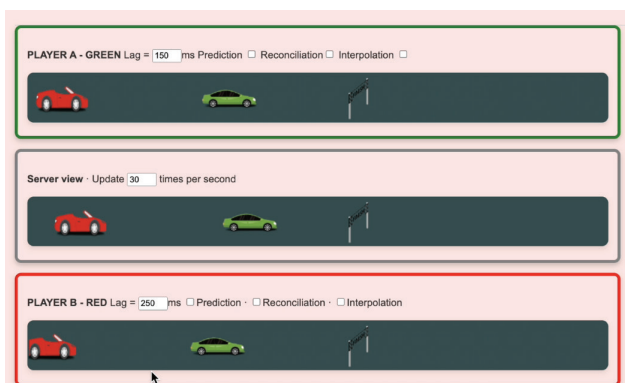 PLAYER A - GREEN Lag = 150 ms Prediction Reconciliation Interpolation
Server view · Update 30 times per second
PLAYER B - RED Lag = 250 ms Prediction · Reconciliation · Interpolation